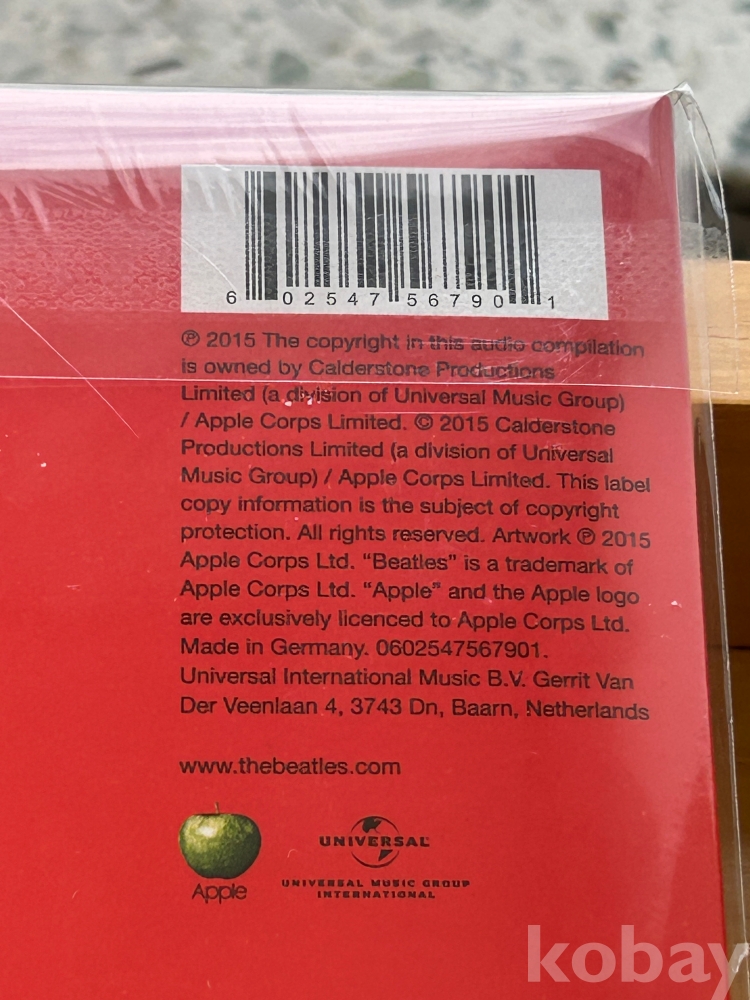 6 02547 56790 1
℗ 2015 The copyright in this audio compilation
is owned by Calderstone Productions
Limited (a division of Universal Music Group)
/ Apple Corps Limited. © 2015 Calderstone
Productions Limited (a division of Universal
Music Group) / Apple Corps Limited. This label
copy information is the subject of copyright
protection. All rights reserved. Artwork ℗ 2015
Apple Corps Ltd. “Beatles” is a trademark of
Apple Corps Ltd. “Apple” and the Apple logo
are exclusively licenced to Apple Corps Ltd.
Made in Germany. 0602547567901.
Universal International Music B.V. Gerrit Van
Der Veenlaan 4, 3743 Dn, Baarn, Netherlands
www.thebeatles.com
Apple
UNIVERSAL
UNIVERSAL MUSIC GROUP
INTERNATIONAL
kobay